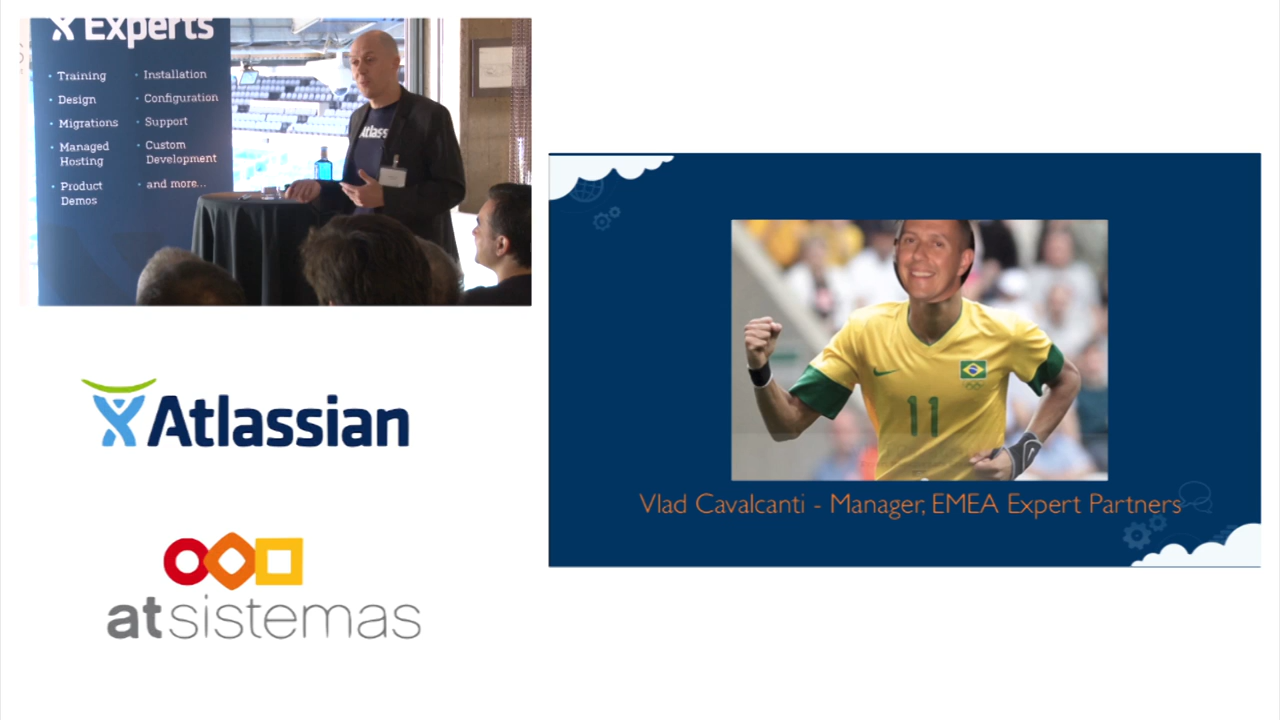 Experts
• Training
• Design
• Migrations
• Managed
Hosting
• Product
Demos
• Installation
• Configuration
• Support
• Custom
Development
• and more...
Atlass
11
Vlad Cavalcanti - Manager, EMEA Expert Partners
Atlassian
atsistemas